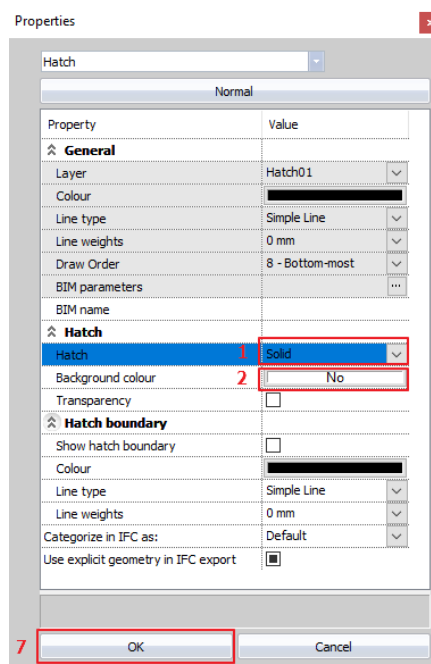 Properties
Hatch
Normal
Property Value
General
Layer Hatch01
Colour
Line type Simple Line
Line weights 0 mm
Draw Order 8 - Bottom-most
BIM parameters ...
BIM name
Hatch
Hatch 1 Solid
Background colour 2 No
Transparency
Hatch boundary
Show hatch boundary
Colour
Line type Simple Line
Line weights 0 mm
Categorize in IFC as: Default
Use explicit geometry in IFC export
7 OK Cancel